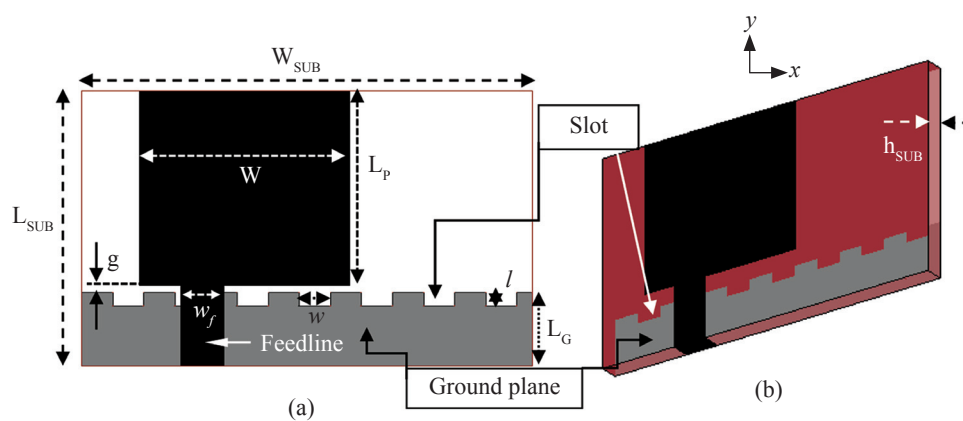 W_SUB
y
x
Slot
h_SUB
W
L_P
L_SUB
g
l
w_f
w
L_G
Feedline
Ground plane
(a)
(b)